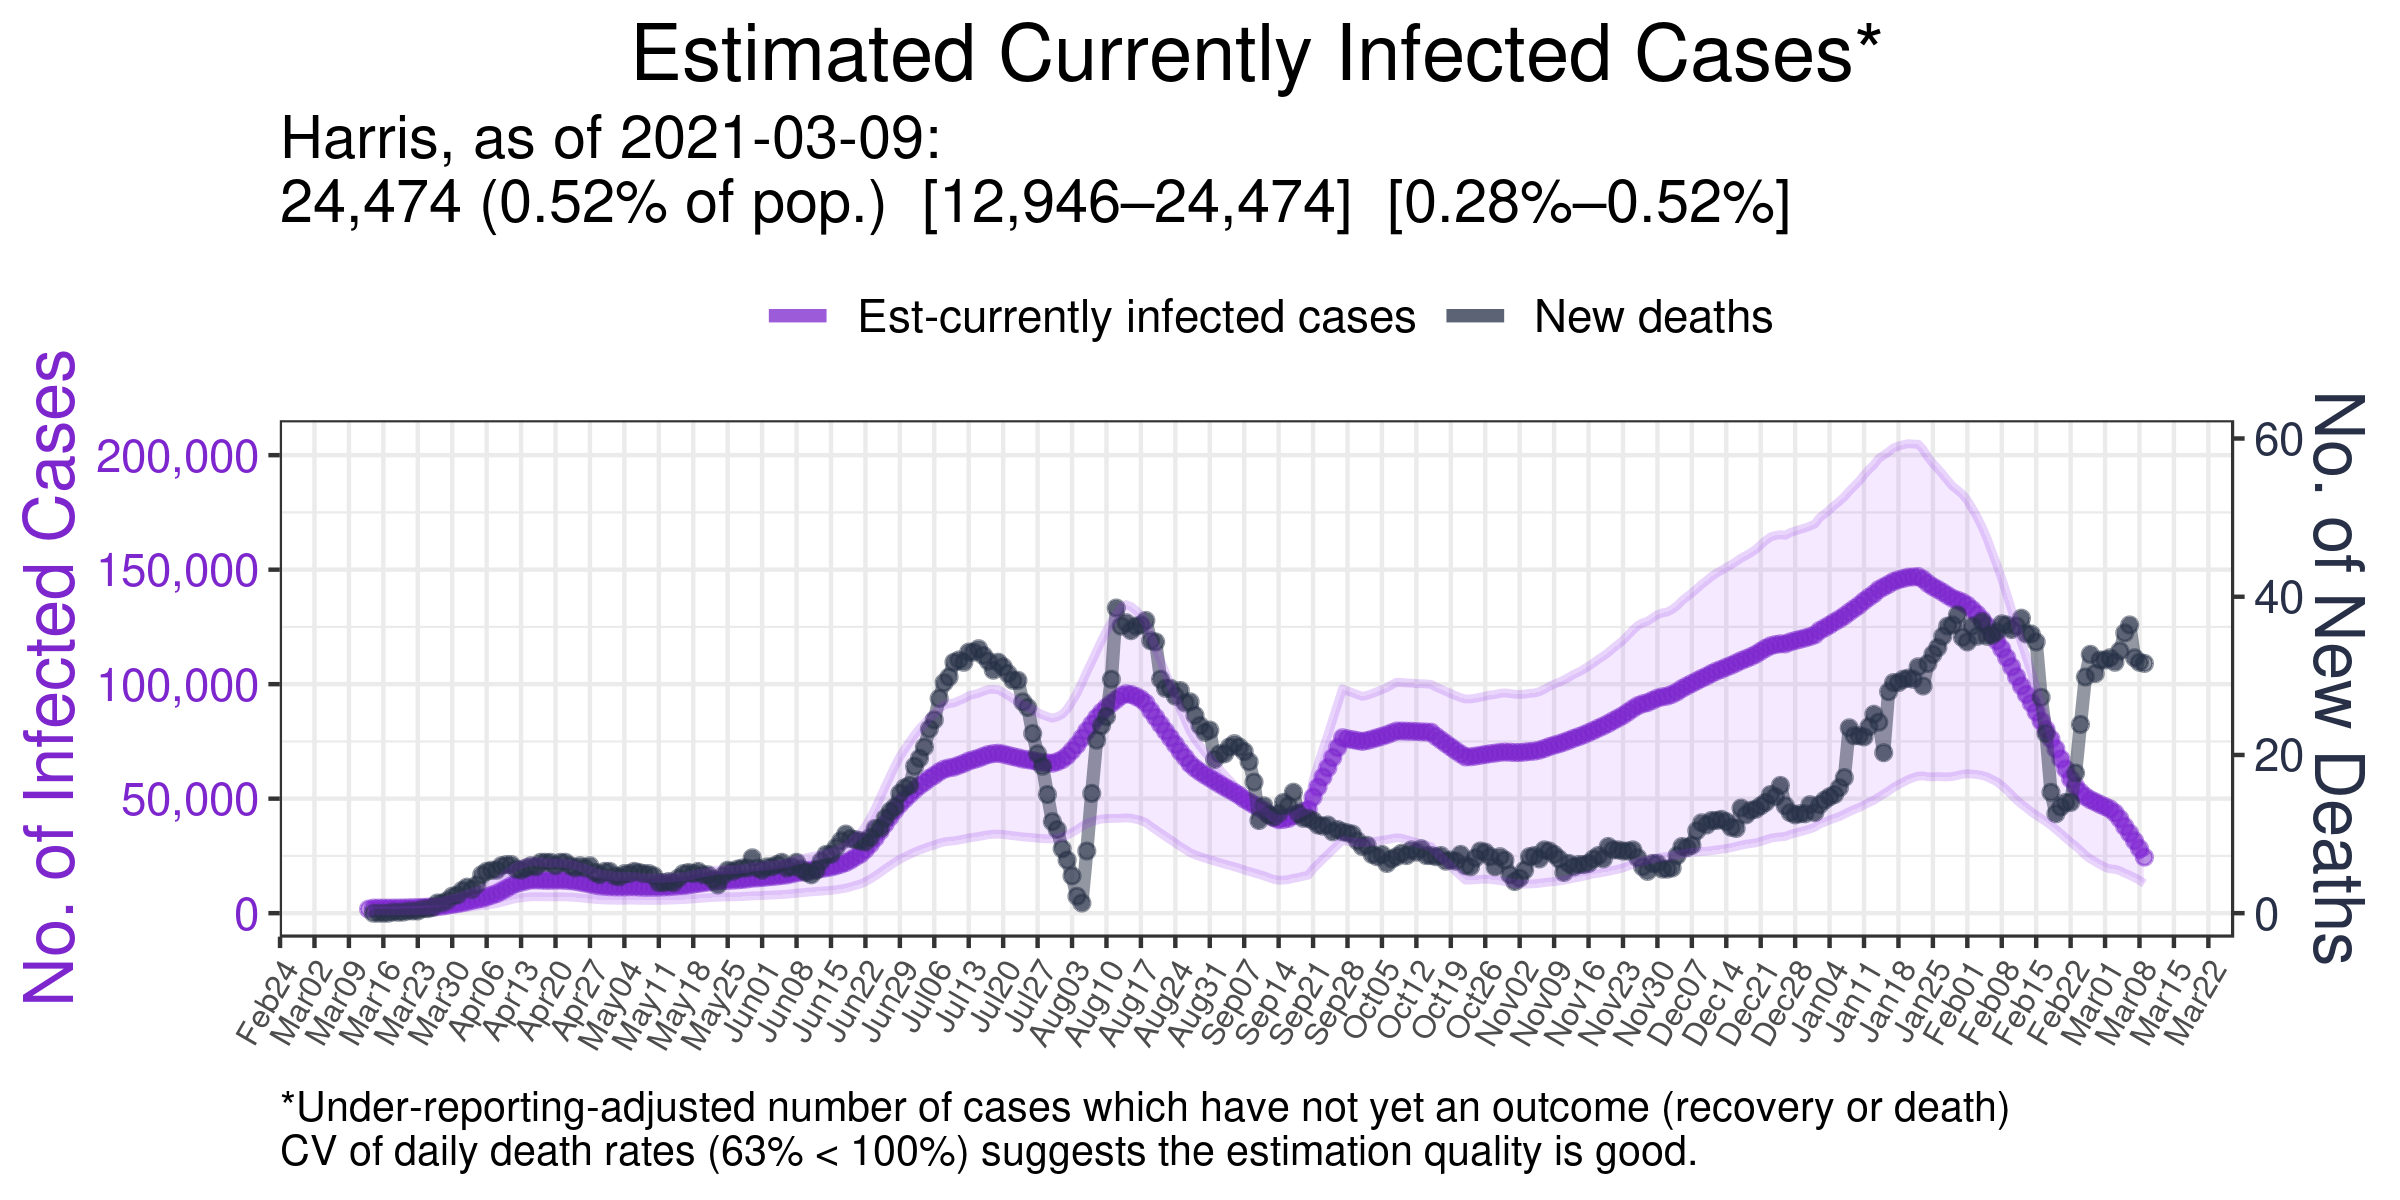 Estimated Currently Infected Cases*
Harris, as of 2021-03-09:
24,474 (0.52% of pop.)  [12,946–24,474]  [0.28%–0.52%]
Est-currently infected cases
New deaths
No. of Infected Cases
200,000
150,000
100,000
50,000
0
60
40
20
0
No. of New Deaths
Feb24
Mar02
Mar09
Mar16
Mar23
Mar30
Apr06
Apr13
Apr20
Apr27
May04
May11
May18
May25
Jun01
Jun08
Jun15
Jun22
Jun29
Jul06
Jul13
Jul20
Jul27
Aug03
Aug10
Aug17
Aug24
Aug31
Sep07
Sep14
Sep21
Sep28
Oct05
Oct12
Oct19
Oct26
Nov02
Nov09
Nov16
Nov23
Nov30
Dec07
Dec14
Dec21
Dec28
Jan04
Jan11
Jan18
Jan25
Feb01
Feb08
Feb15
Feb22
Mar01
Mar08
Mar15
Mar22
*Under-reporting-adjusted number of cases which have not yet an outcome (recovery or death)
CV of daily death rates (63% < 100%) suggests the estimation quality is good.